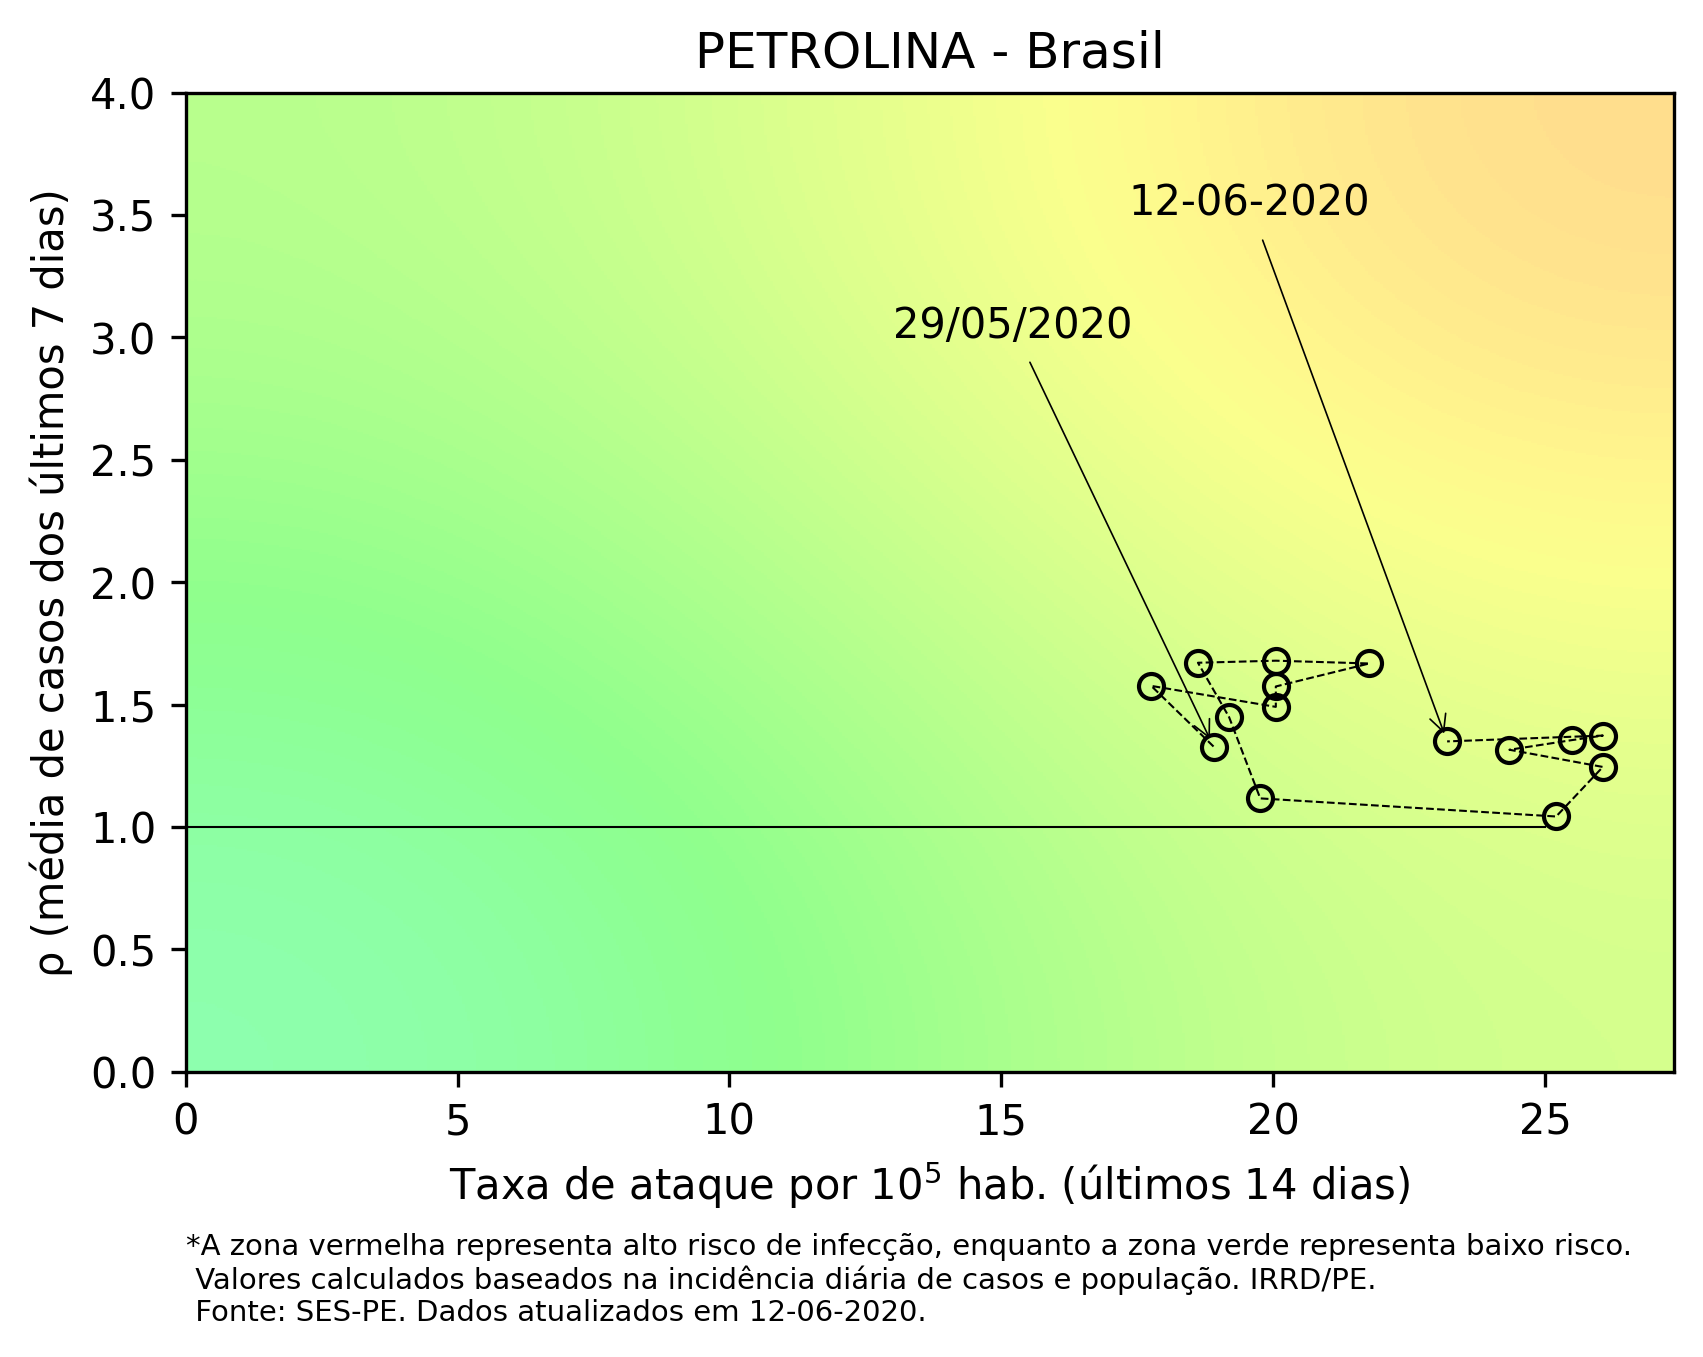 PETROLINA - Brasil
4.0
3.5
3.0
2.5
2.0
1.5
1.0
0.5
0.0
ρ (média de casos dos últimos 7 dias)
12-06-2020
29/05/2020
0 5 10 15 20 25
Taxa de ataque por 10⁵ hab. (últimos 14 dias)
*A zona vermelha representa alto risco de infecção, enquanto a zona verde representa baixo risco.
Valores calculados baseados na incidência diária de casos e população. IRRD/PE.
Fonte: SES-PE. Dados atualizados em 12-06-2020.